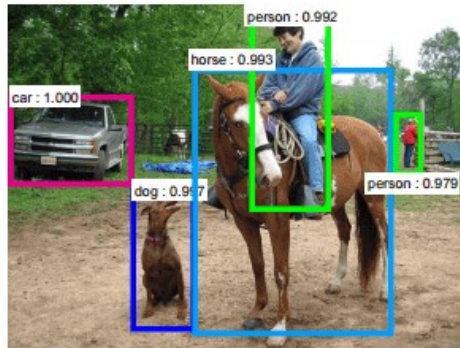 person : 0.992
horse : 0.993
car : 1.000
dog : 0.997
person : 0.979